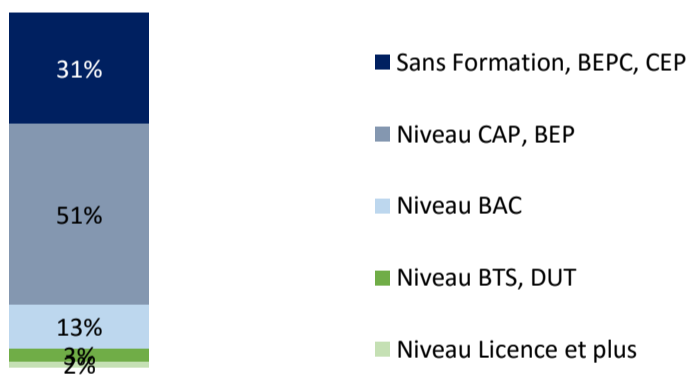 31%
51%
13%
3%
2%
Sans Formation, BEPC, CEP
Niveau CAP, BEP
Niveau BAC
Niveau BTS, DUT
Niveau Licence et plus